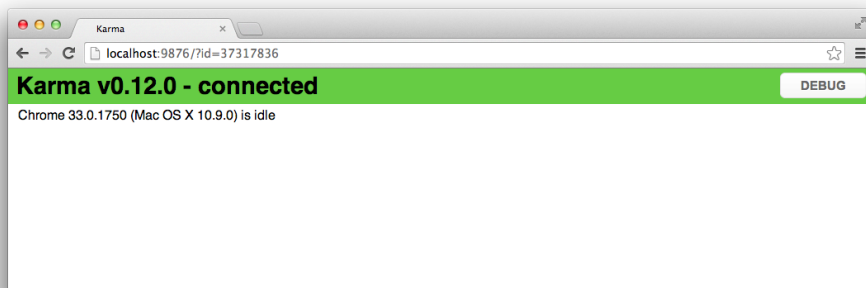 Karma
localhost:9876/?id=37317836
Karma v0.12.0 - connected
DEBUG
Chrome 33.0.1750 (Mac OS X 10.9.0) is idle